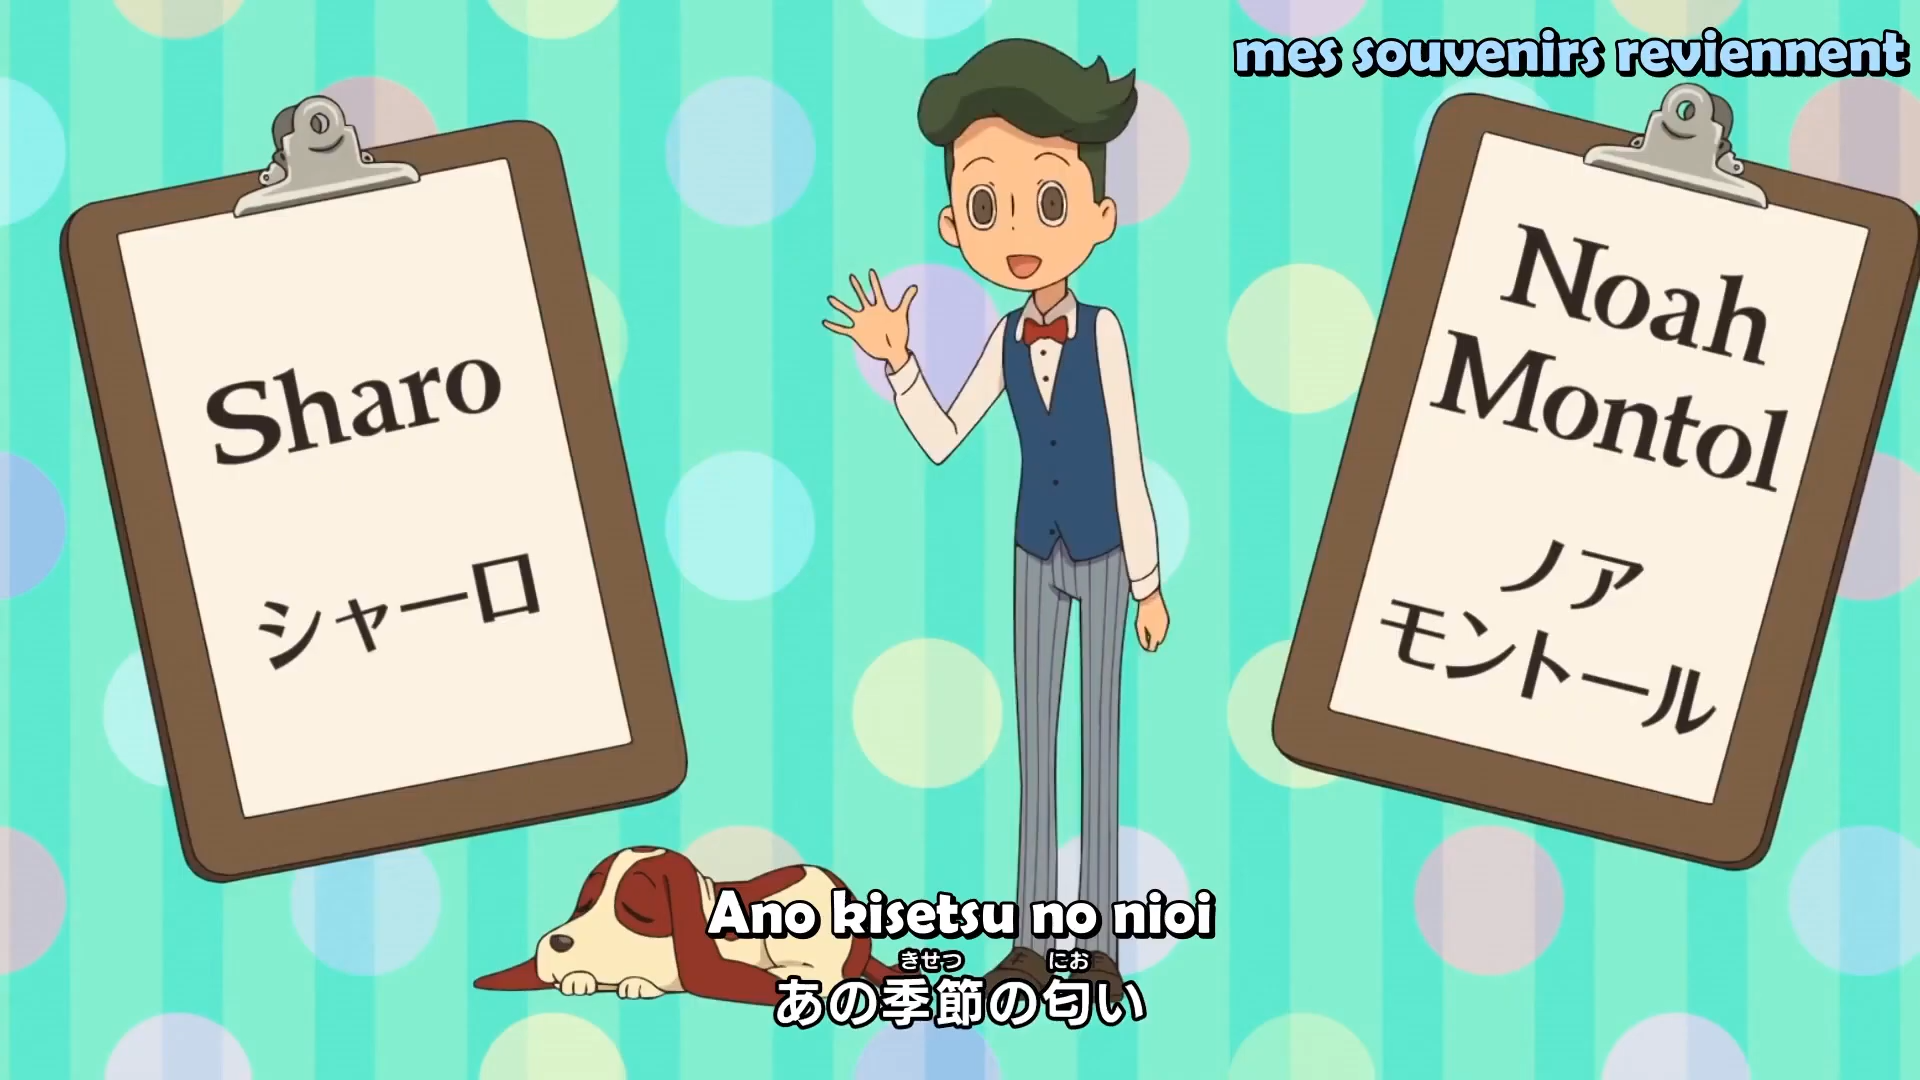 mes souvenirs reviennent
Sharo
シャーロ
Noah
Montol
ノア
モントール
Ano kisetsu no nioi
きせつ にお
あの季節の匂い